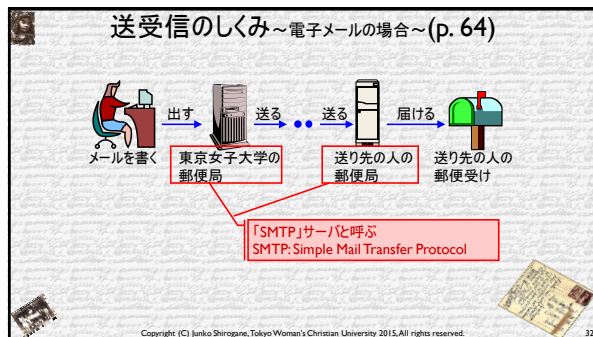 送受信のしくみ~電子メールの場合~(p. 64)
出す
送る
送る
届ける
メールを書く
東京女子大学の
郵便局
送り先の人の
郵便局
送り先の人の
郵便受け
「SMTP」サーバと呼ぶ
SMTP: Simple Mail Transfer Protocol
Copyright (C) Junko Shirogane, Tokyo Woman's Christian University 2015, All rights reserved.
32